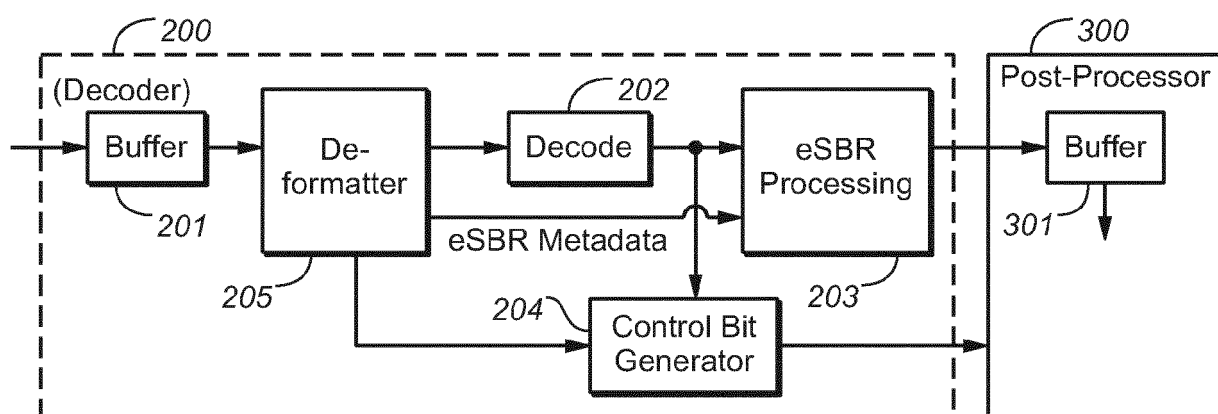 200
300
(Decoder)
Post-Processor
202
Buffer
De-
formatter
Decode
eSBR
Processing
Buffer
201
301
eSBR Metadata
205
204
203
Control Bit
Generator